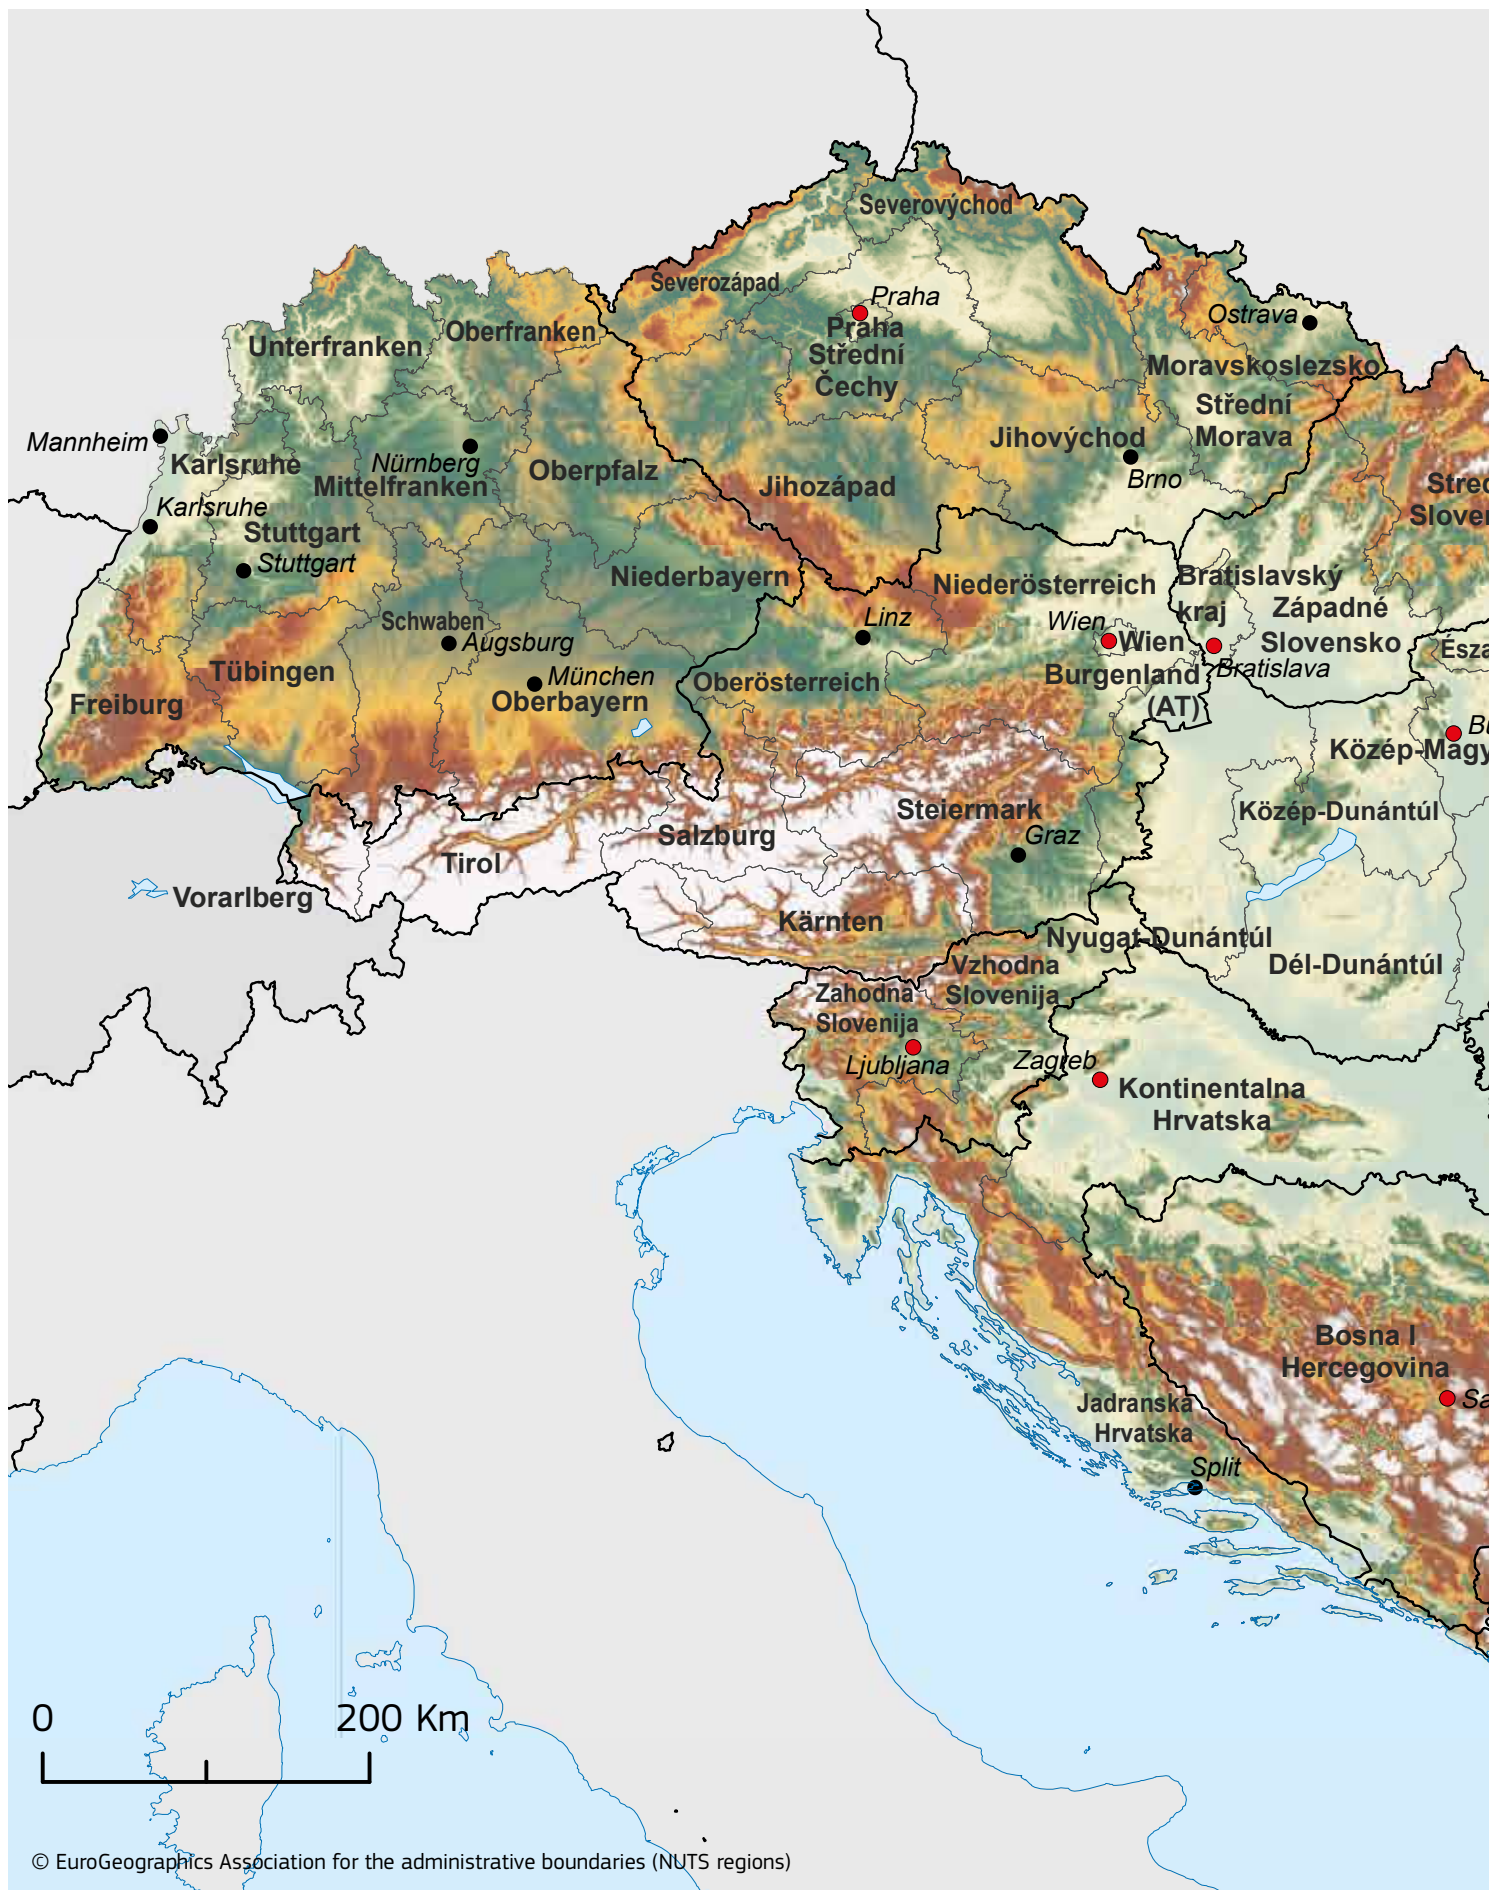 Severovýchod
Severozápad
Praha
Praha
Střední
Čechy
Ostrava
Oberfranken
Unterfranken
Moravskoslezsko
Střední
Morava
Mannheim
Karlsruhe
Nürnberg
Mittelfranken
Oberpfalz
Jihovýchod
Brno
Jihozápad
Karlsruhe
Stuttgart
Stuttgart
Niederbayern
Niederösterreich
Bratislavský
kraj
Západné
Slovensko
Schwaben
Augsburg
Linz
Wien
Wien
Bratislava
Burgenland
(AT)
Tübingen
München
Oberbayern
Oberösterreich
Freiburg
Közép-Dunántúl
Steiermark
Graz
Salzburg
Tirol
Vorarlberg
Kärnten
Nyugat-Dunántúl
Dél-Dunántúl
Vzhodna
Slovenija
Zahodna
Slovenija
Ljubljana
Zagreb
Kontinentalna
Hrvatska
Bosna I
Hercegovina
Jadranska
Hrvatska
Split
0
200 Km
© EuroGeographics Association for the administrative boundaries (NUTS regions)